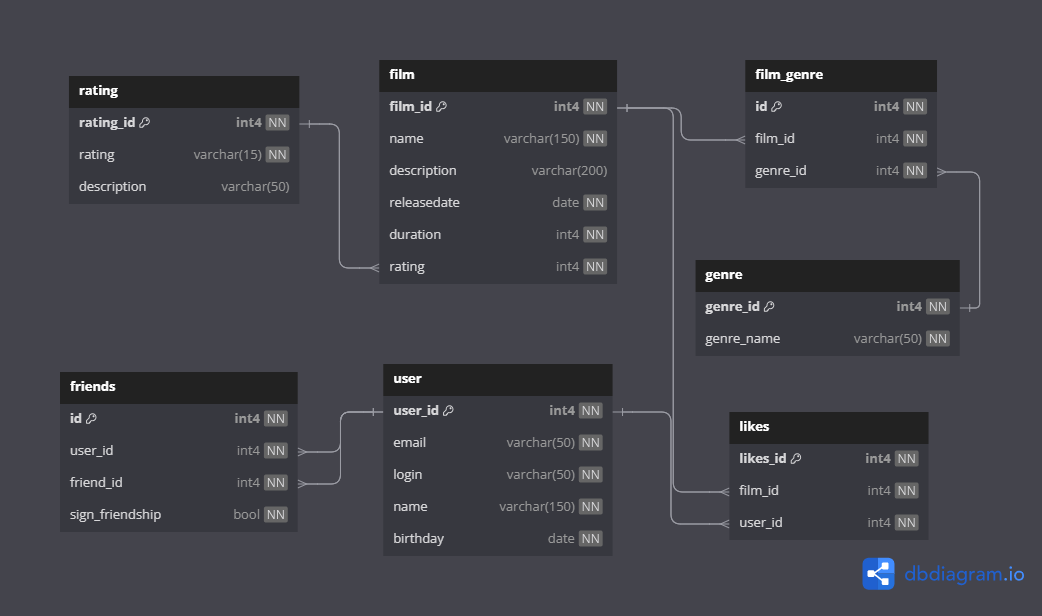 rating
rating_id int4 NN
rating varchar(15) NN
description varchar(50)
film
film_id int4 NN
name varchar(150) NN
description varchar(200)
releasedate date NN
duration int4 NN
rating int4 NN
film_genre
id int4 NN
film_id int4 NN
genre_id int4 NN
genre
genre_id int4 NN
genre_name varchar(50) NN
friends
id int4 NN
user_id int4 NN
friend_id int4 NN
sign_friendship bool NN
user
user_id int4 NN
email varchar(50) NN
login varchar(50) NN
name varchar(150) NN
birthday date NN
likes
likes_id int4 NN
film_id int4 NN
user_id int4 NN
dbdiagram.io